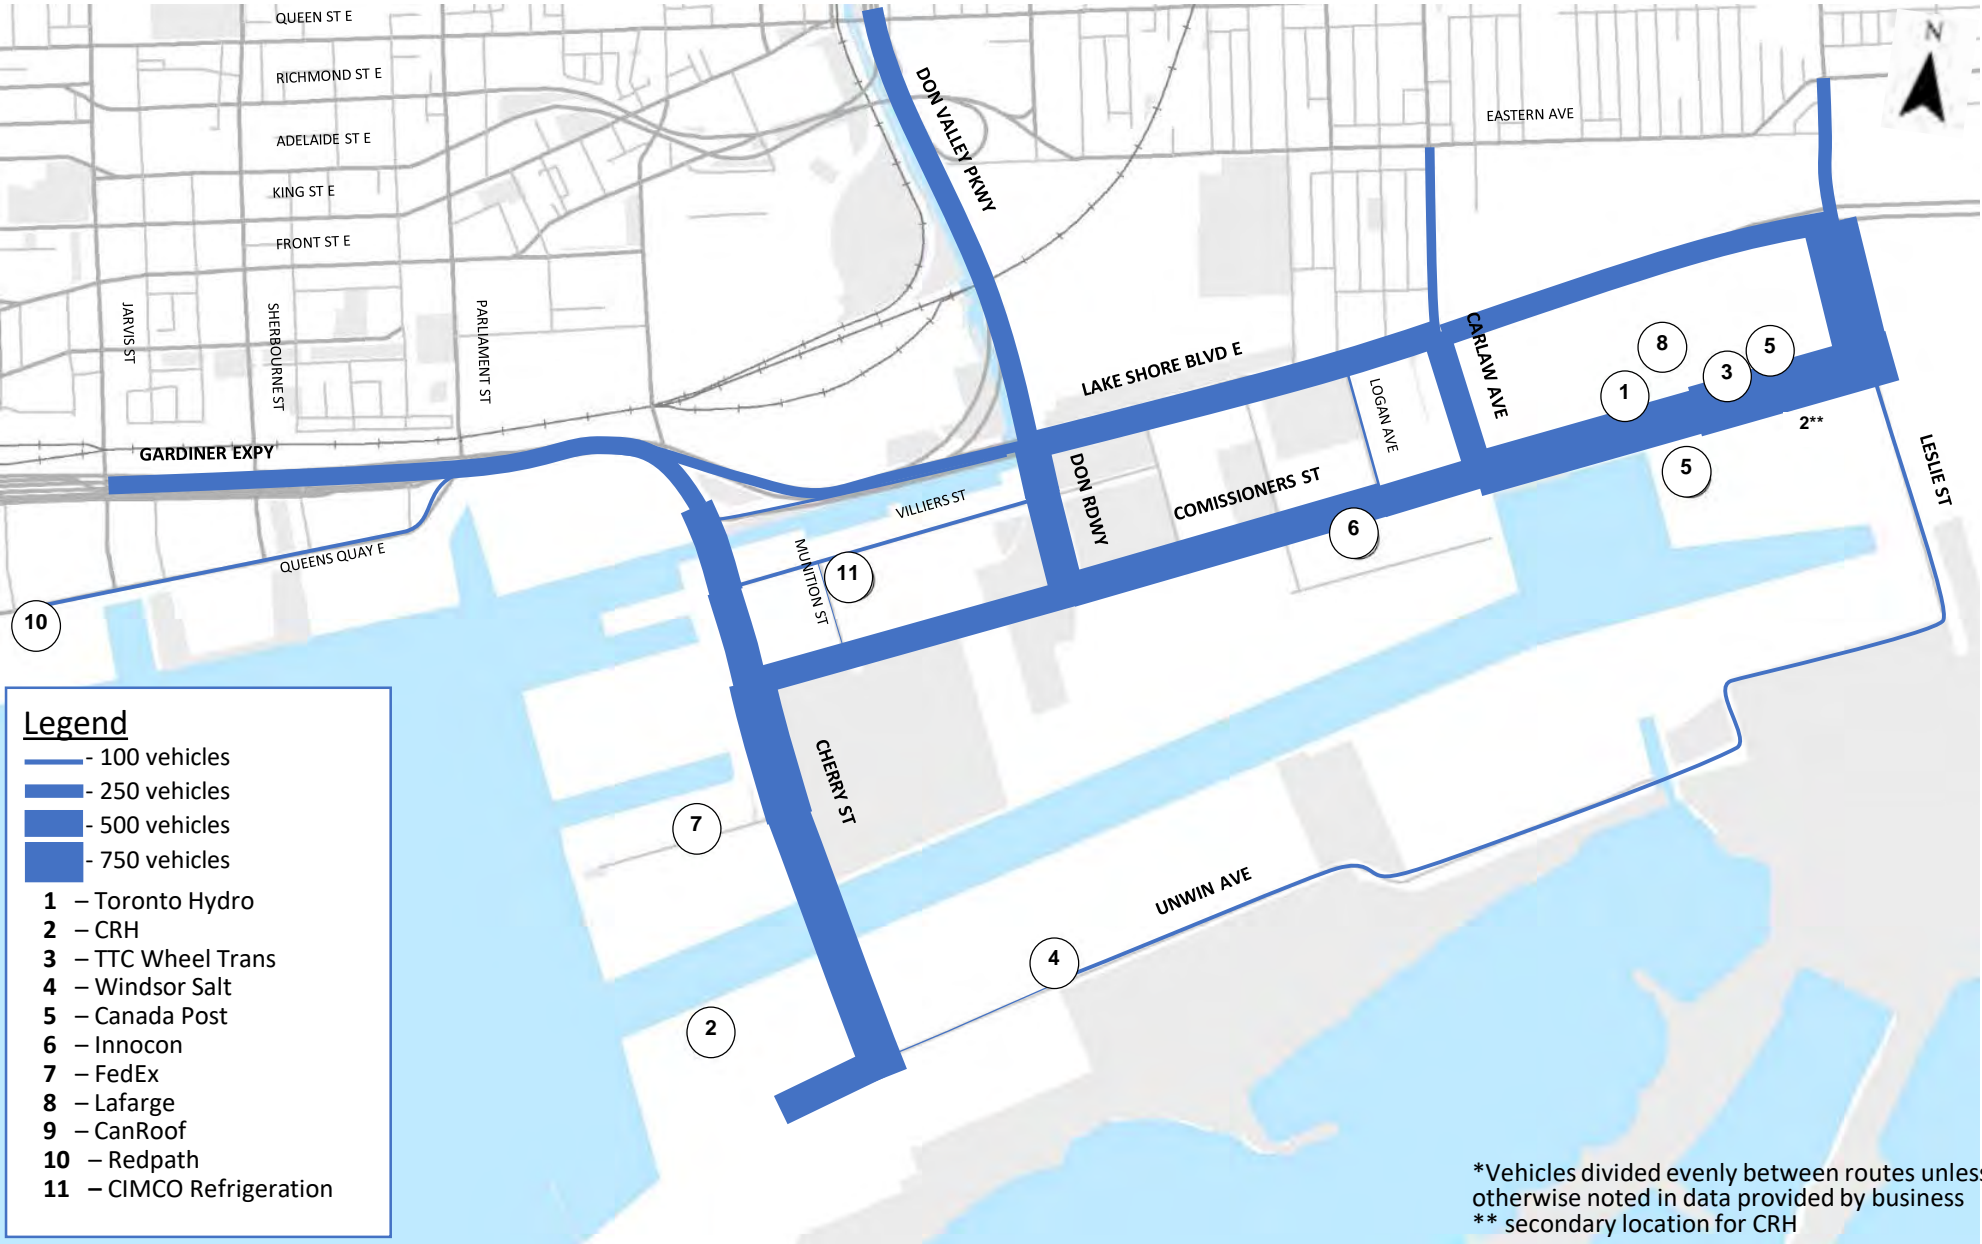 QUEEN ST E
N
RICHMOND ST E
DON VALLEY PKWY
EASTERN AVE
ADELAIDE ST E
KING ST E
FRONT ST E
JARVIS ST
SHERBOURNE ST
PARLIAMENT ST
LAKE SHORE BLVD E
CARLAW AVE
8
5
3
1
LOGAN AVE
2**
GARDINER EXPY
DON RDWY
COMISSIONERS ST
5
LESLIE ST
VILLIERS ST
6
QUEENS QUAY E
MUNITION ST
11
10
CHERRY ST
7
UNWIN AVE
4
2
Legend
- 100 vehicles
- 250 vehicles
- 500 vehicles
- 750 vehicles
1 – Toronto Hydro
2 – CRH
3 – TTC Wheel Trans
4 – Windsor Salt
5 – Canada Post
6 – Innocon
7 – FedEx
8 – Lafarge
9 – CanRoof
10 – Redpath
11 – CIMCO Refrigeration
*Vehicles divided evenly between routes unless
otherwise noted in data provided by business
** secondary location for CRH